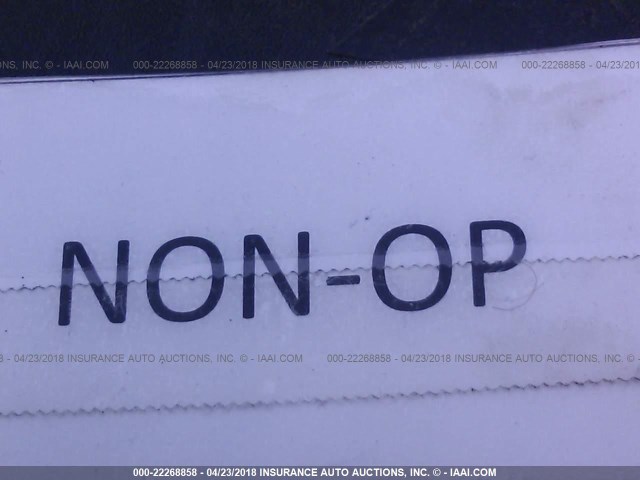 NS, INC. © - IAAI.COM 000-22268858 - 04/23/2018 INSURANCE AUTO AUCTIONS, INC. © - IAAI.COM 000-22268858 - 04/23/2018
NON-OP
- 04/23/2018 INSURANCE AUTO AUCTIONS, INC. © - IAAI.COM 000-22268858 - 04/23/2018 INSURANCE AUTO AUCTIONS, INC. ©
000-22268858 - 04/23/2018 INSURANCE AUTO AUCTIONS, INC. © - IAAI.COM